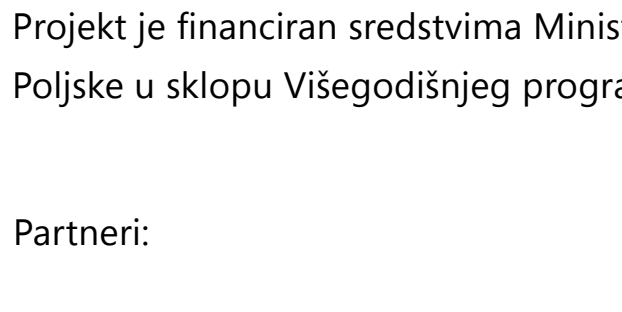 Projekt je financiran sredstvima Minis
Poljske u sklopu Višegodišnjeg progra
Partneri: